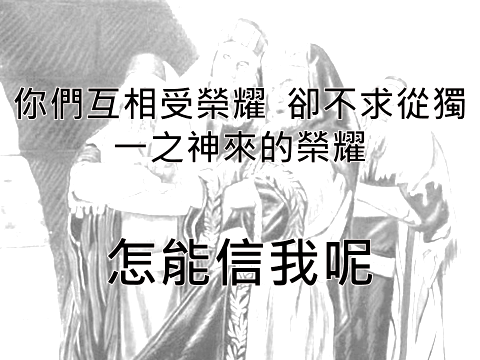 你們互相受榮耀 卻不求從獨
一之神來的榮耀
怎能信我呢